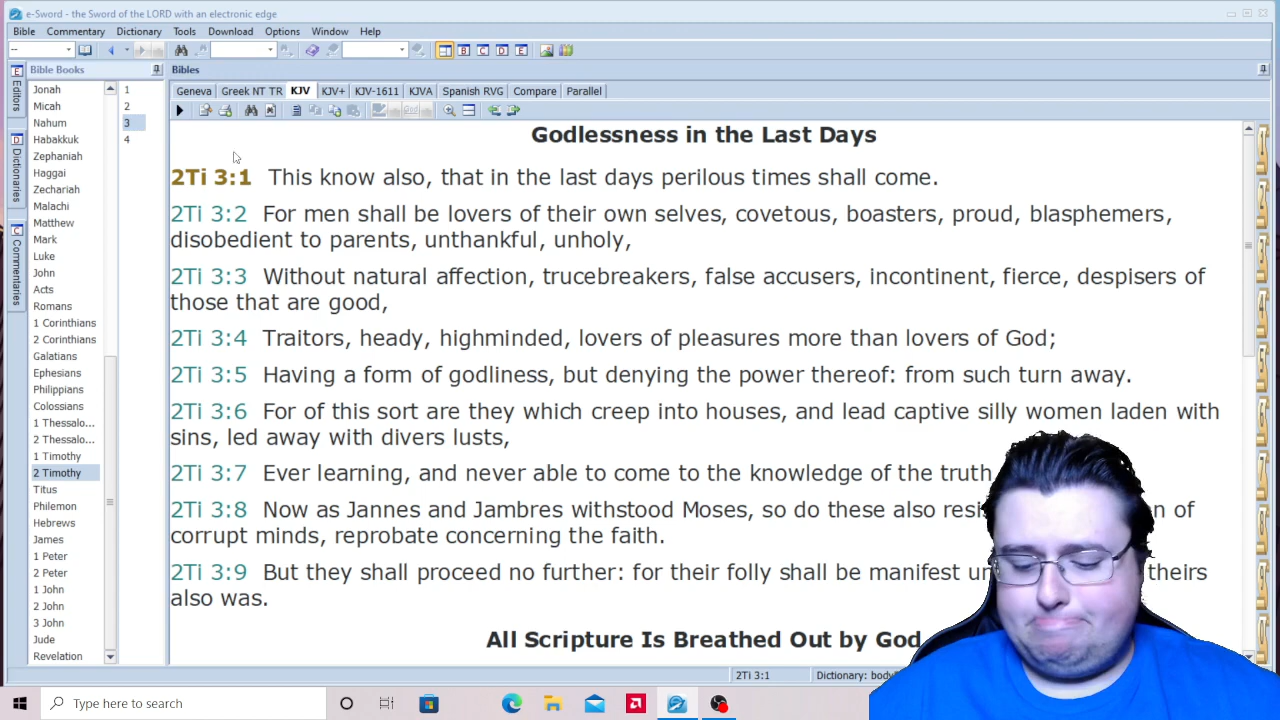 e-Sword - the Sword of the LORD with an electronic edge
Bible Commentary Dictionary Tools Download Options Window Help
--
B C D E
Bible Books
Bibles
Editors
Dictionaries
Commentaries
Jonah
Micah
Nahum
Habakkuk
Zephaniah
Haggai
Zechariah
Malachi
Matthew
Mark
Luke
John
Acts
Romans
1 Corinthians
2 Corinthians
Galatians
Ephesians
Philippians
Colossians
1 Thessalo...
2 Thessalo...
1 Timothy
2 Timothy
Titus
Philemon
Hebrews
James
1 Peter
2 Peter
1 John
2 John
3 John
Jude
Revelation
1
2
3
4
Geneva Greek NT TR KJV KJV+ KJV-1611 KJVA Spanish RVG Compare Parallel
Godlessness in the Last Days
2Ti 3:1 This know also, that in the last days perilous times shall come.
2Ti 3:2 For men shall be lovers of their own selves, covetous, boasters, proud, blasphemers,
disobedient to parents, unthankful, unholy,
2Ti 3:3 Without natural affection, trucebreakers, false accusers, incontinent, fierce, despisers of
those that are good,
2Ti 3:4 Traitors, heady, highminded, lovers of pleasures more than lovers of God;
2Ti 3:5 Having a form of godliness, but denying the power thereof: from such turn away.
2Ti 3:6 For of this sort are they which creep into houses, and lead captive silly women laden with
sins, led away with divers lusts,
2Ti 3:7 Ever learning, and never able to come to the knowledge of the truth
2Ti 3:8 Now as Jannes and Jambres withstood Moses, so do these also of
corrupt minds, reprobate concerning the faith.
2Ti 3:9 But they shall proceed no further: for their folly shall be manifest theirs
also was.
All Scripture Is Breathed Out by God
2Ti 3:1 Dictionary:
Type here to search